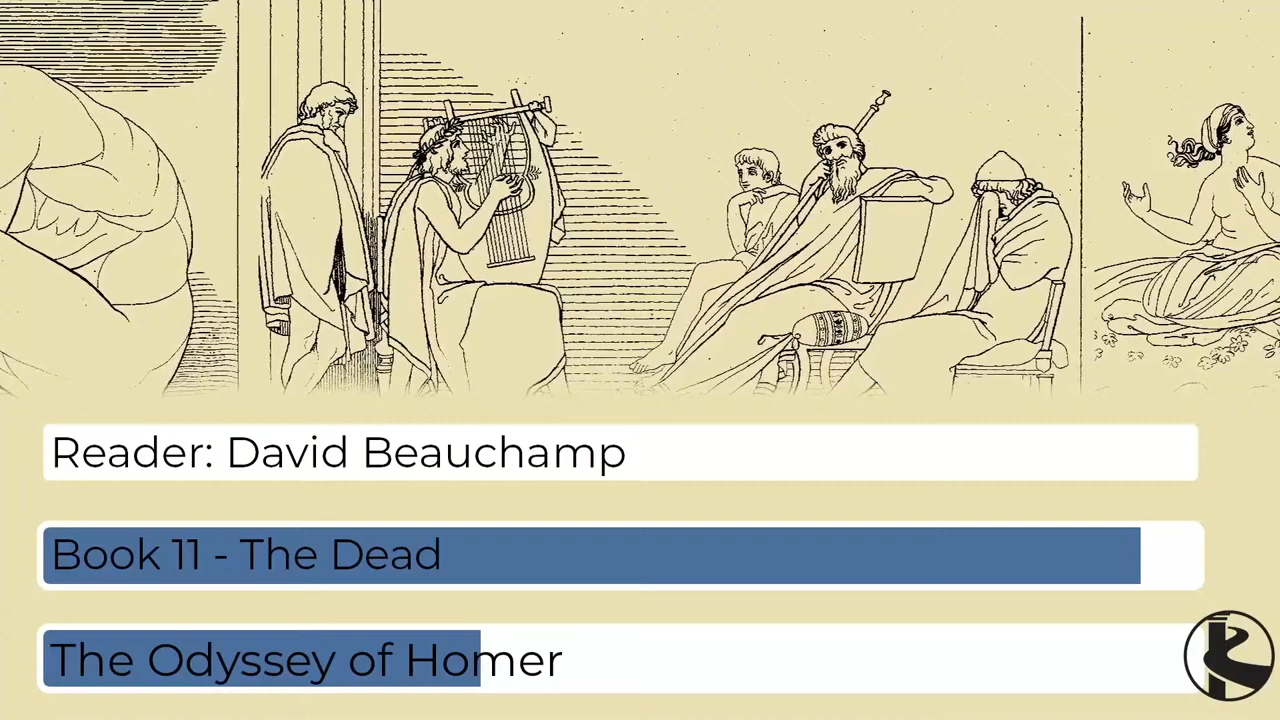 Reader: David Beauchamp
Book 11 - The Dead
The Odyssey of Homer